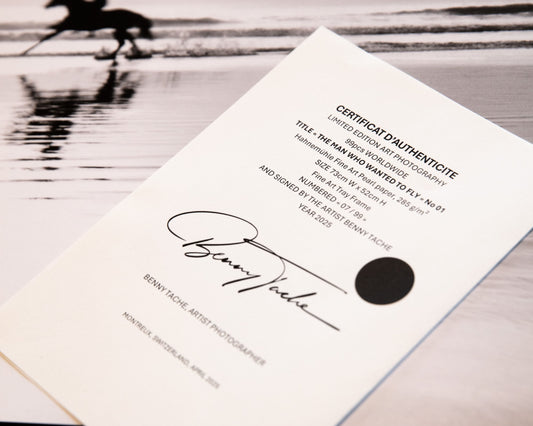 CERTIFICAT D'AUTHENTICITE
LIMITED EDITION ART PHOTOGRAPHY
99pcs WORLDWIDE
TITLE « THE MAN WHO WANTED TO FLY » No 01
Hahnemühle Fine Art Pearl paper, 285 g/m²
SIZE 73cm W x 52cm H
Fine Art Tray Frame
NUMBERED « 07 / 99 »
AND SIGNED BY THE ARTIST BENNY TACHE
YEAR 2025
Benny Tache
BENNY TACHE, ARTIST PHOTOGRAPHER
MONTREUX, SWITZERLAND, APRIL 2025